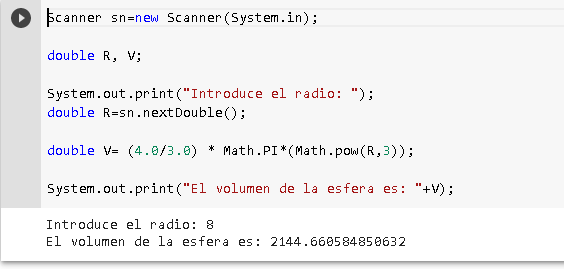 Scanner sn=new Scanner(System.in);
double R, V;
System.out.print("Introduce el radio: ");
double R=sn.nextDouble();
double V= (4.0/3.0) * Math.PI*(Math.pow(R,3));
System.out.print("El volumen de la esfera es: "+V);
Introduce el radio: 8
El volumen de la esfera es: 2144.660584850632